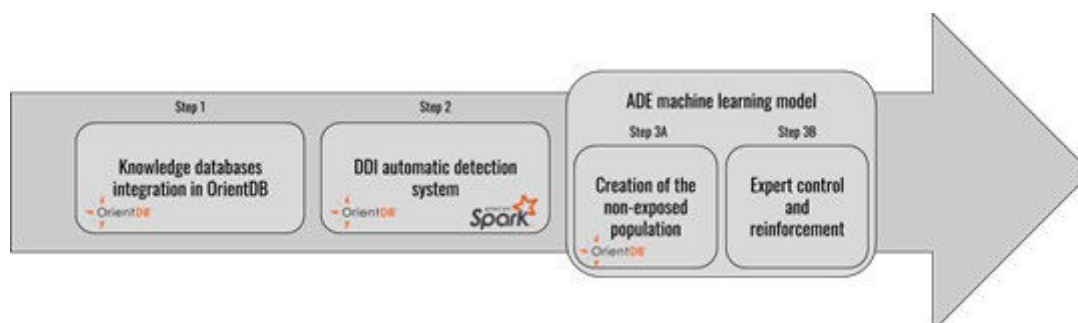 Step 1
Knowledge databases
integration in OrientDB
OrientDB
Step 2
DDI automatic detection
system
OrientDB
Spark
ADE machine learning model
Step 3A
Creation of the
non-exposed
population
OrientDB
Step 3B
Expert control
and
reinforcement